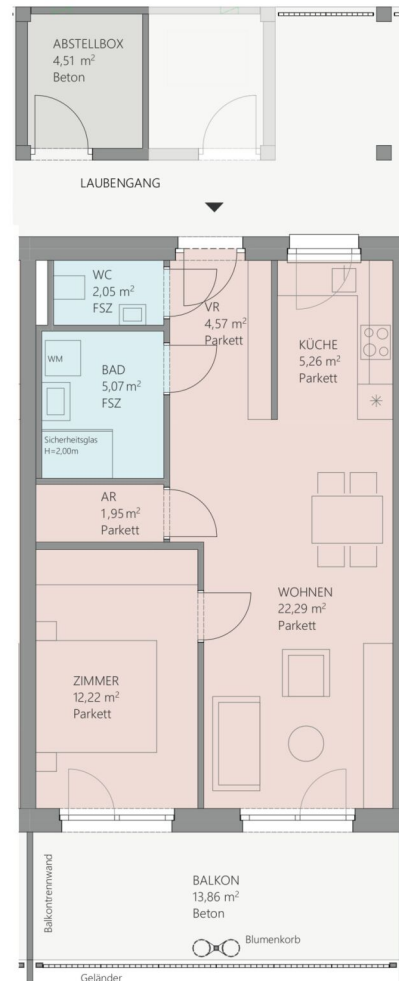 ABSTELLBOX
4,51 m²
Beton
LAUBENGANG
WC
2,05 m²
FSZ
VR
4,57 m²
Parkett
KÜCHE
5,26 m²
Parkett
WM
BAD
5,07 m²
FSZ
Sicherheitsglas
H=2,00m
AR
1,95 m²
Parkett
WOHNEN
22,29 m²
Parkett
ZIMMER
12,22 m²
Parkett
Balkontrennwand
BALKON
13,86 m²
Beton
Blumenkorb
Geländer